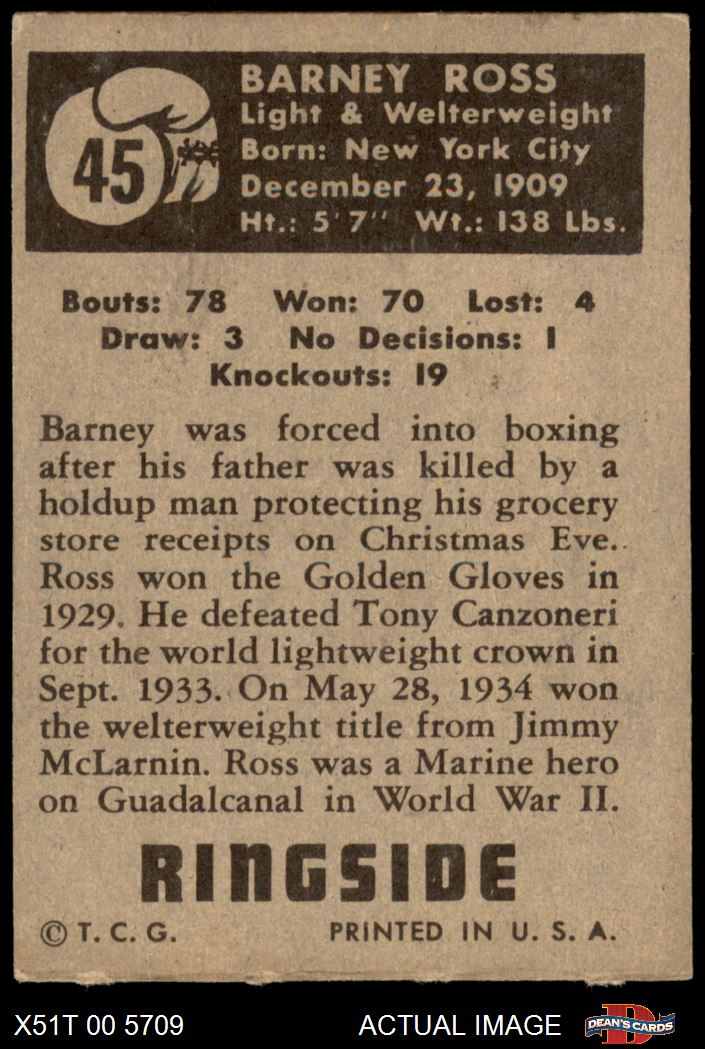 45
BARNEY ROSS
Light & Welterweight
Born: New York City
December 23, 1909
Ht.: 5'7" Wt.: 138 Lbs.
Bouts: 78 Won: 70 Lost: 4
Draw: 3 No Decisions: 1
Knockouts: 19
Barney was forced into boxing
after his father was killed by a
holdup man protecting his grocery
store receipts on Christmas Eve.
Ross won the Golden Gloves in
1929. He defeated Tony Canzoneri
for the world lightweight crown in
Sept. 1933. On May 28, 1934 won
the welterweight title from Jimmy
McLarnin. Ross was a Marine hero
on Guadalcanal in World War II.
RINGSIDE
© T. C. G. PRINTED IN U. S. A.
X51T 00 5709 ACTUAL IMAGE DEAN'S CARDS